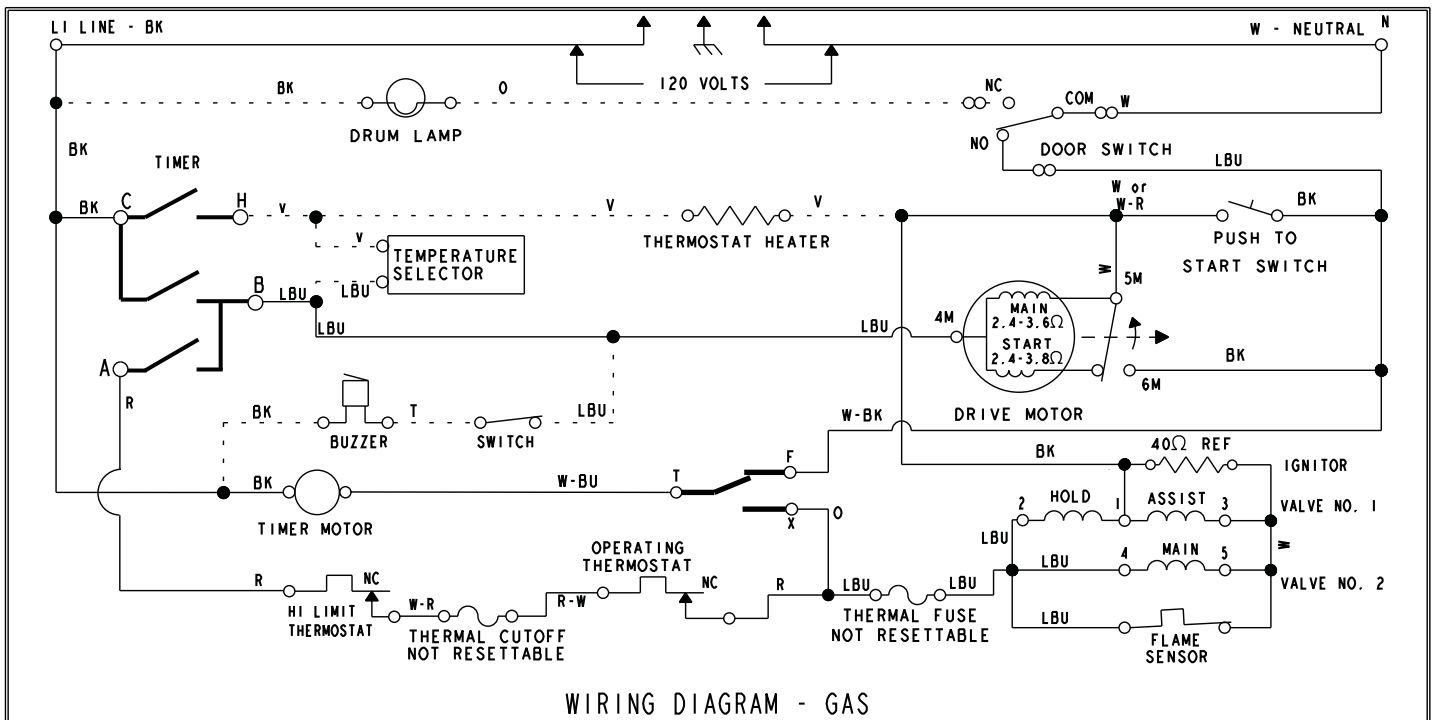 LI LINE - BK
W - NEUTRAL N
120 VOLTS
BK O NC
COM W
DRUM LAMP
NO
DOOR SWITCH
BK
LBU
TIMER
W or
W-R
BK C H V V V BK
THERMOSTAT HEATER
PUSH TO
START SWITCH
V
TEMPERATURE
SELECTOR
LBU
W
5M
B LBU
LBU
LBU 4M
MAIN
2.4-3.6Ω
START
2.4-3.8Ω
A
BK
6M
R
BK T LBU
BUZZER
SWITCH
DRIVE MOTOR
W-BK
40Ω REF
BK
IGNITOR
F
BK W-BU T
TIMER MOTOR
X O
2 HOLD 1 ASSIST 3
VALVE NO. 1
LBU
W
OPERATING
THERMOSTAT
4 MAIN 5
LBU
VALVE NO. 2
R NC
NC R
LBU LBU
HI LIMIT
THERMOSTAT
W-R
R-W
THERMAL CUTOFF
NOT RESETTABLE
THERMAL FUSE
NOT RESETTABLE
LBU
FLAME
SENSOR
WIRING DIAGRAM - GAS